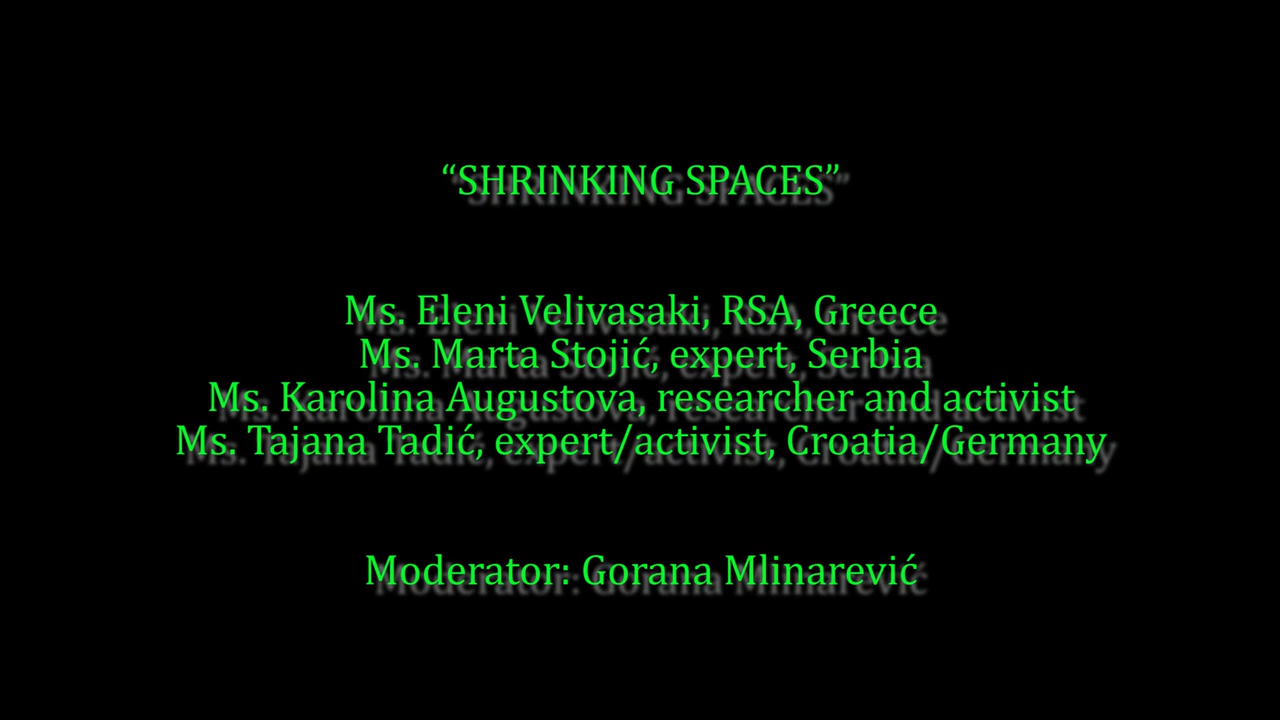 “SHRINKING SPACES”
Ms. Eleni Velivasaki, RSA, Greece
Ms. Marta Stojić, expert, Serbia
Ms. Karolina Augustova, researcher and activist
Ms. Tajana Tadić, expert/activist, Croatia/Germany
Moderator: Gorana Mlinarević